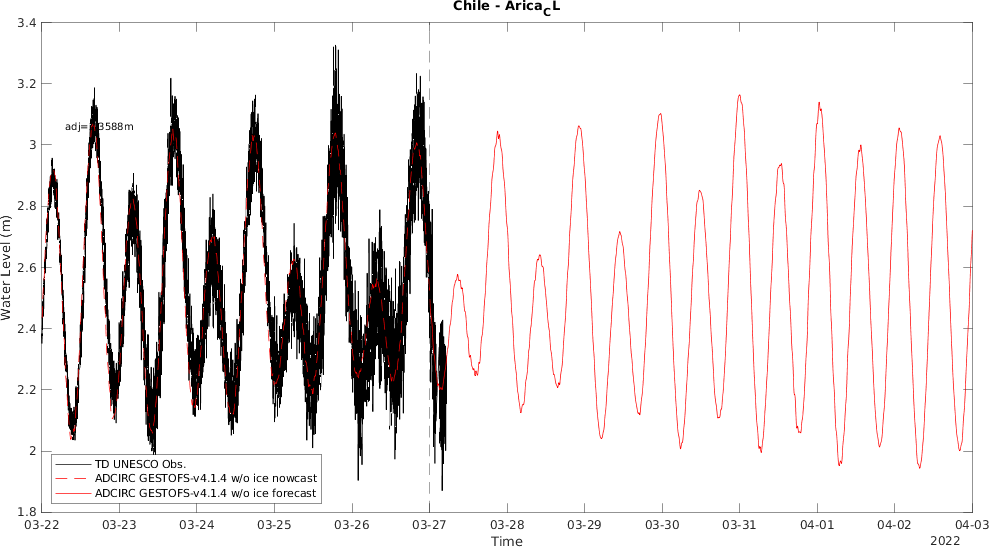 Chile - Arica_CL
3.4
3.2
3
2.8
2.6
2.4
2.2
2
1.8
Water Level (m)
TD UNESCO Obs.
ADCIRC GESTOFS-v4.1.4 w/o ice nowcast
ADCIRC GESTOFS-v4.1.4 w/o ice forecast
03-22 03-23 03-24 03-25 03-26 03-27 03-28 03-29 03-30 03-31 04-01 04-02 04-03
Time
2022